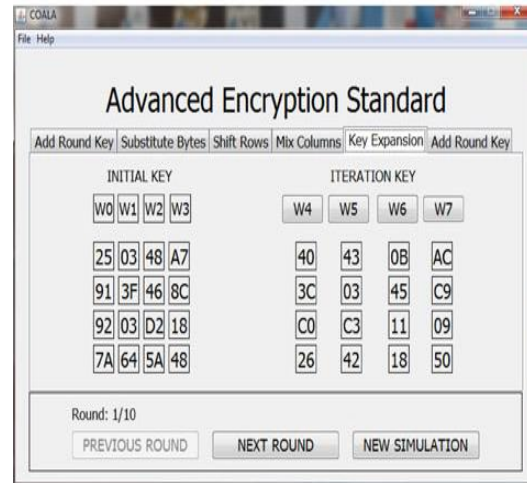 COALA
File Help
Advanced Encryption Standard
Add Round Key Substitute Bytes Shift Rows Mix Columns Key Expansion Add Round Key
INITIAL KEY ITERATION KEY
W0 W1 W2 W3 W4 W5 W6 W7
25 03 48 A7 40 43 0B AC
91 3F 46 8C 3C 03 45 C9
92 03 D2 18 C0 C3 11 09
7A 64 5A 48 26 42 18 50
Round: 1/10
PREVIOUS ROUND NEXT ROUND NEW SIMULATION